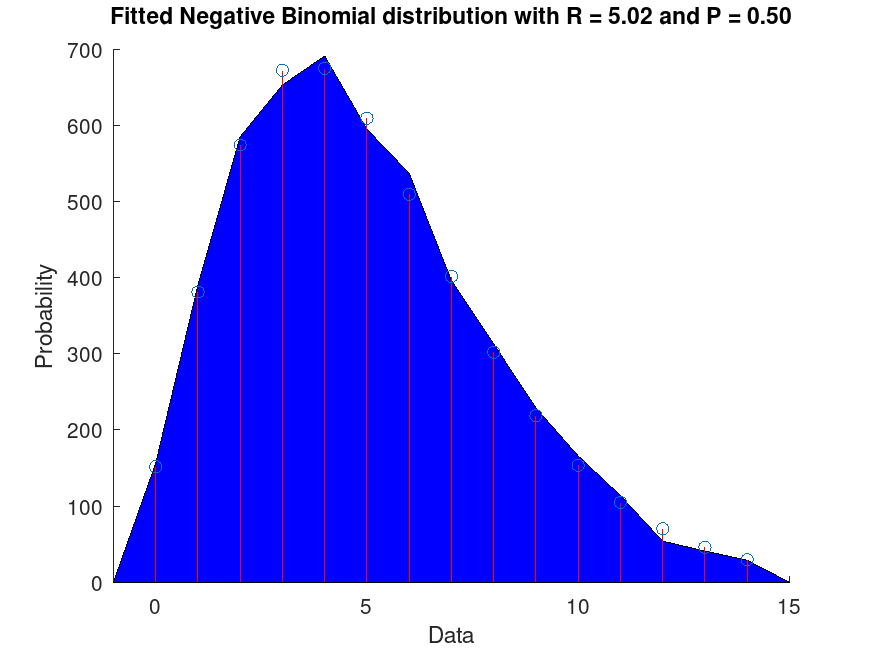 Fitted Negative Binomial distribution with R = 5.02 and P = 0.50
700
600
500
400
300
200
100
0
Probability
0 5 10 15
Data